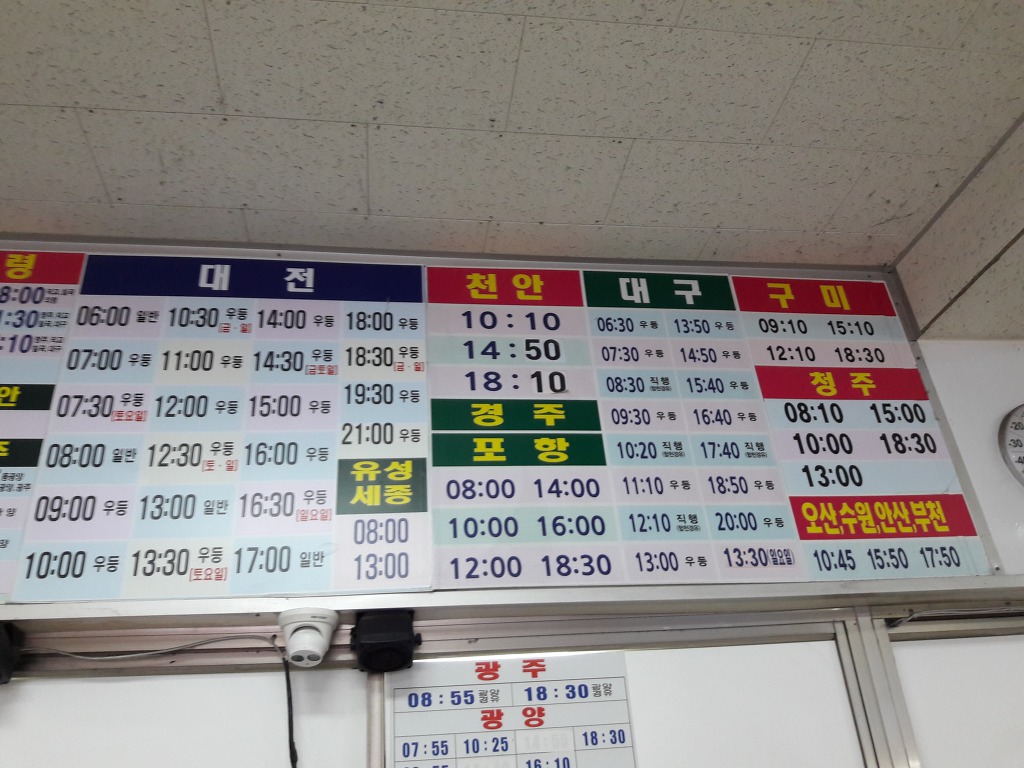 령
8:00
:30
:10
안
대 전
06:00 일반 10:30 우등 [금·일] 14:00 우등 18:00 우등
07:00 우등 11:00 우등 14:30 우등 [금토일] 18:30 우등 [금·일]
07:30 우등 [토요일] 12:00 우등 15:00 우등 19:30 우등
08:00 일반 12:30 우등 [토·일] 16:00 우등 21:00 우등
09:00 우등 13:00 일반 16:30 우등 [일요일]
10:00 우등 13:30 우등 [토요일] 17:00 일반
유성
세종
08:00
13:00
천 안
10:10
14:50
18:10
경 주
포 항
08:00 14:00
10:00 16:00
12:00 18:30
대 구
06:30 우등 13:50 우등
07:30 우등 14:50 우등
08:30 직행 15:40 우등
09:30 우등 16:40 우등
10:20 직행 17:40 직행
11:10 우등 18:50 우등
12:10 직행 20:00 우등
13:00 우등 13:30 (일요일)
구 미
09:10 15:10
12:10 18:30
청 주
08:10 15:00
10:00 18:30
13:00
오산,수원,안산,부천
10:45 15:50 17:50
-20
-30
광 주
08:55 18:30
광 양
07:55 10:25 18:30
16:10